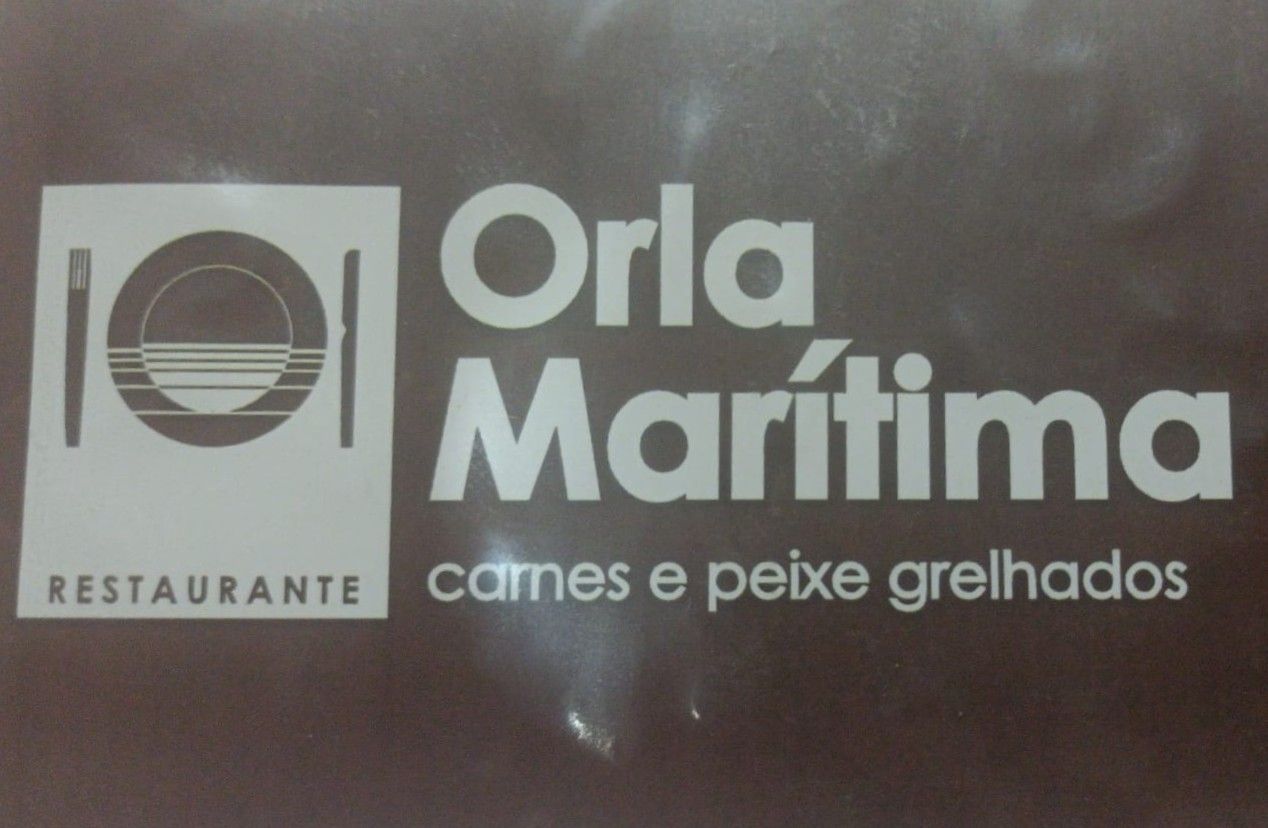 Orla
Marítima
carnes e peixe grelhados
RESTAURANTE